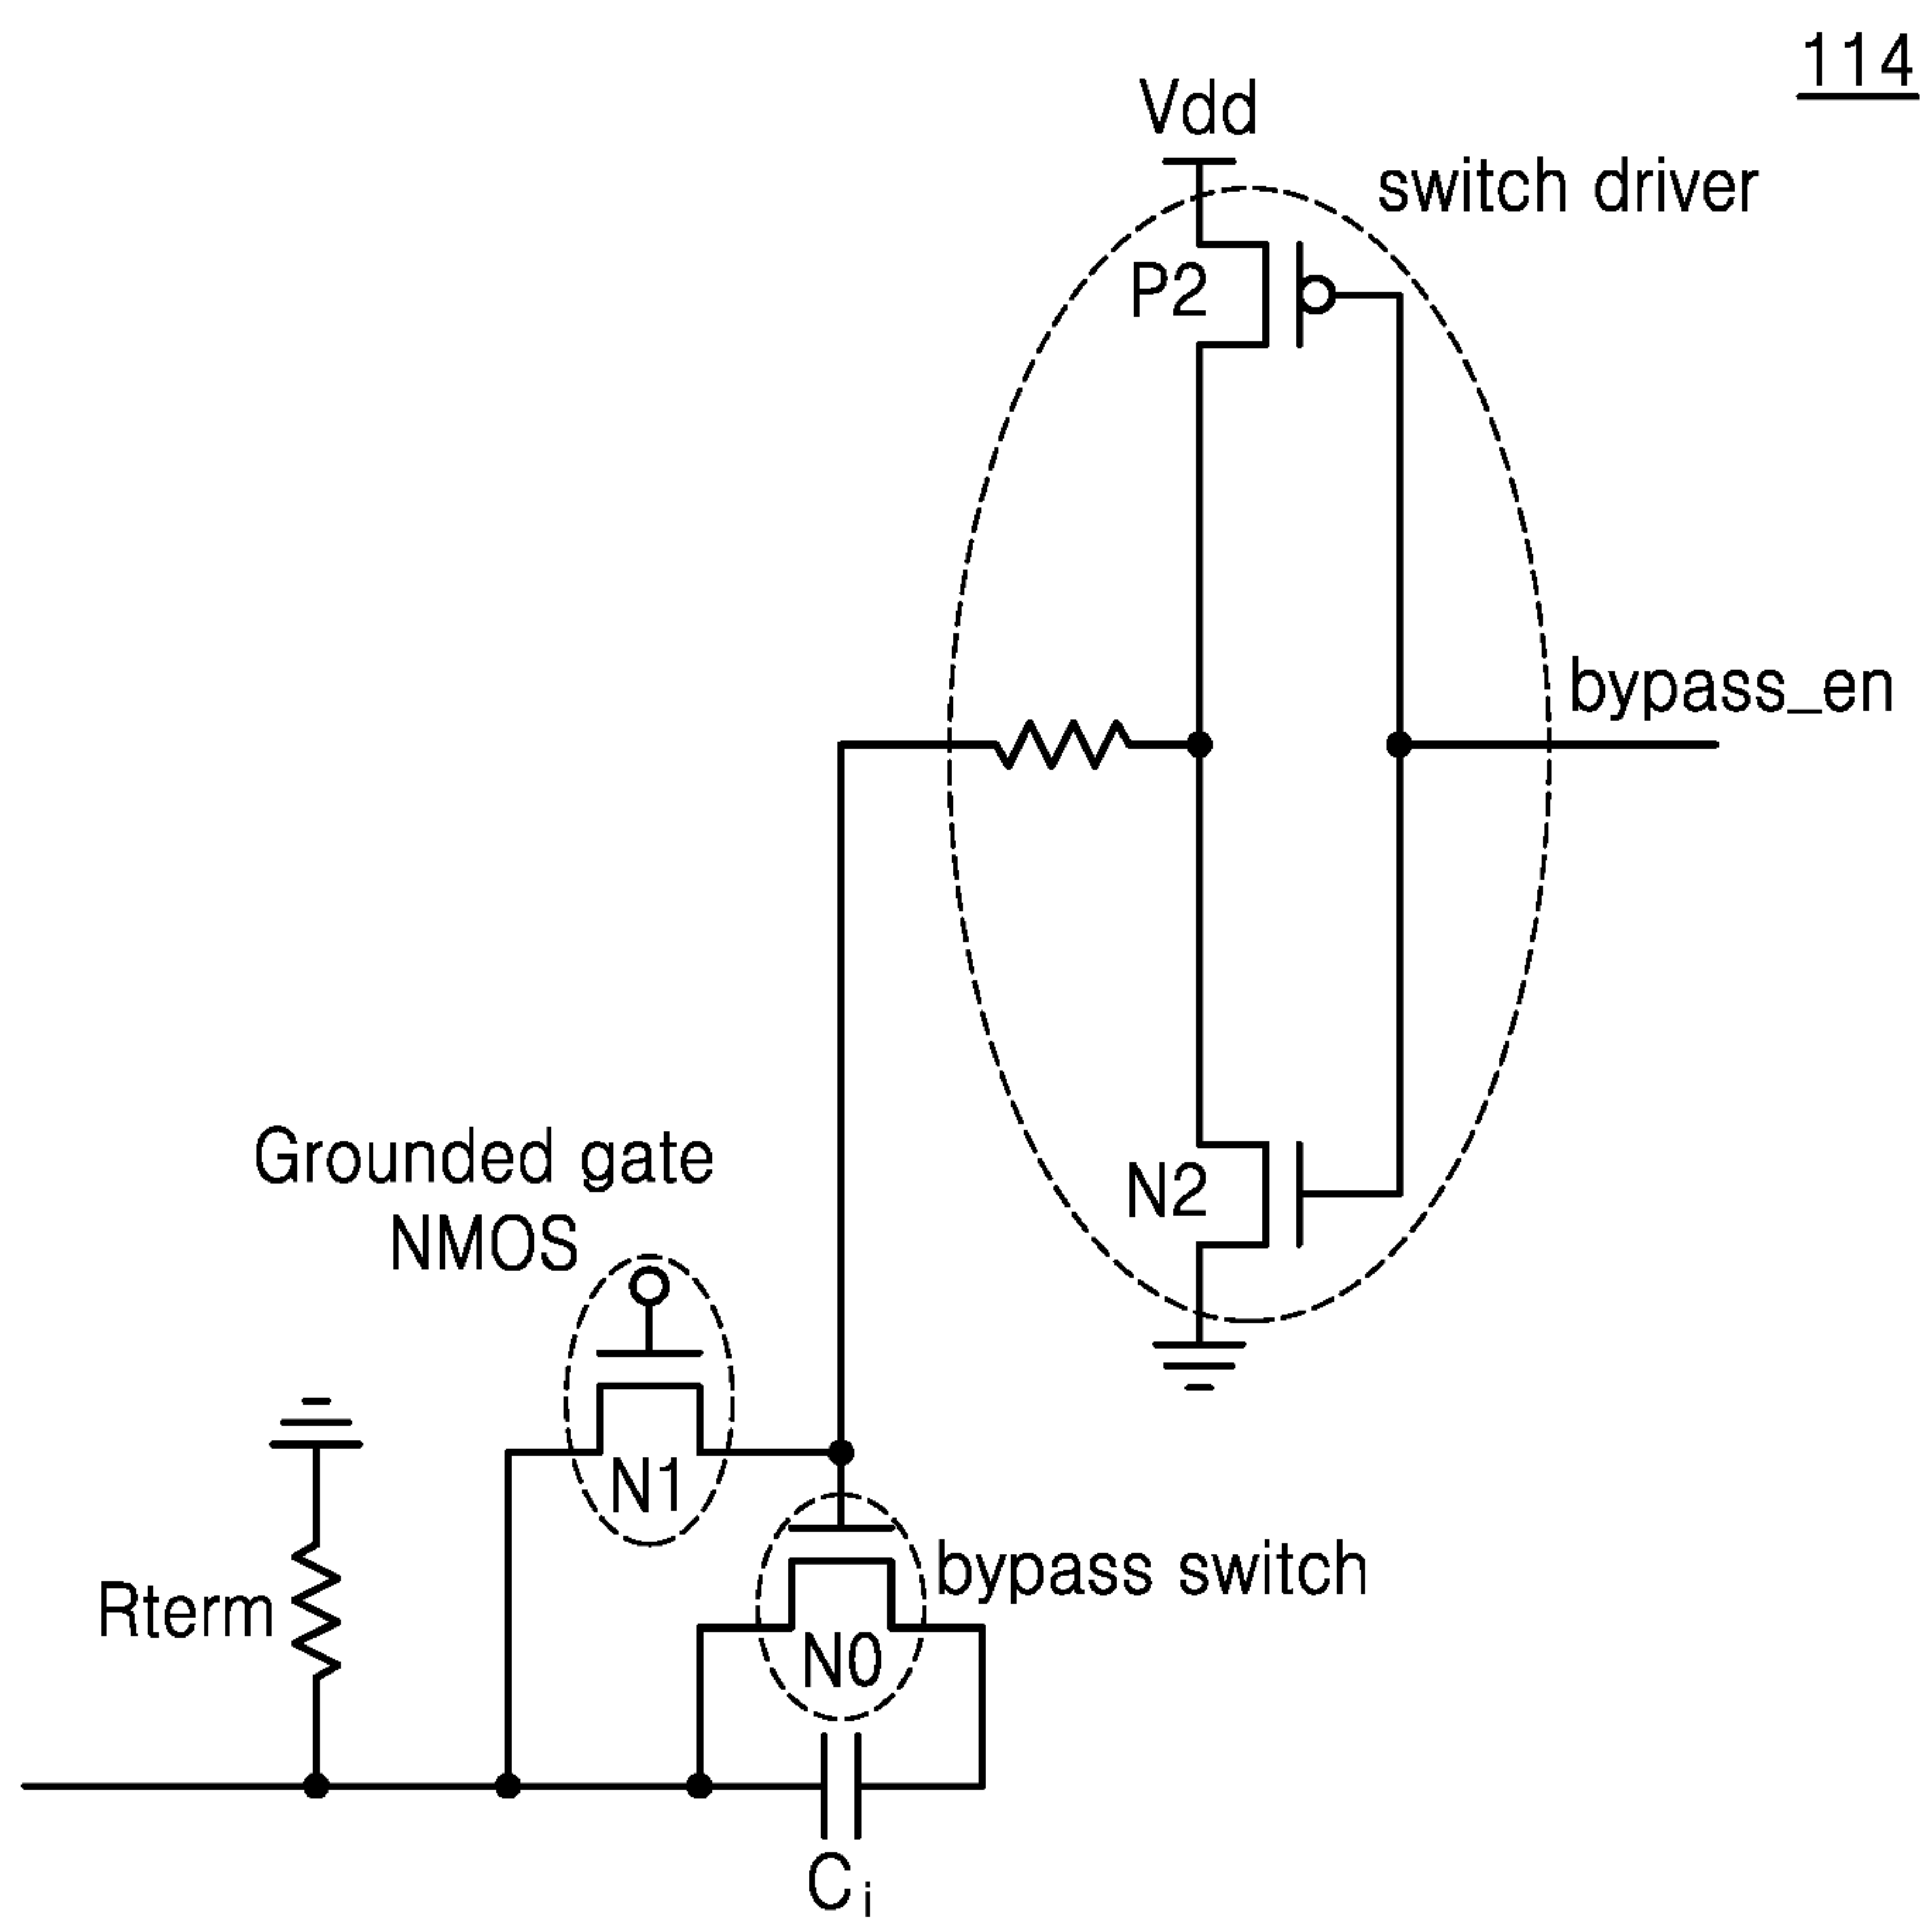 114
Vdd
switch driver
P2
bypass_en
Grounded gate
NMOS
N2
N1
bypass switch
Rterm
N0
Ci